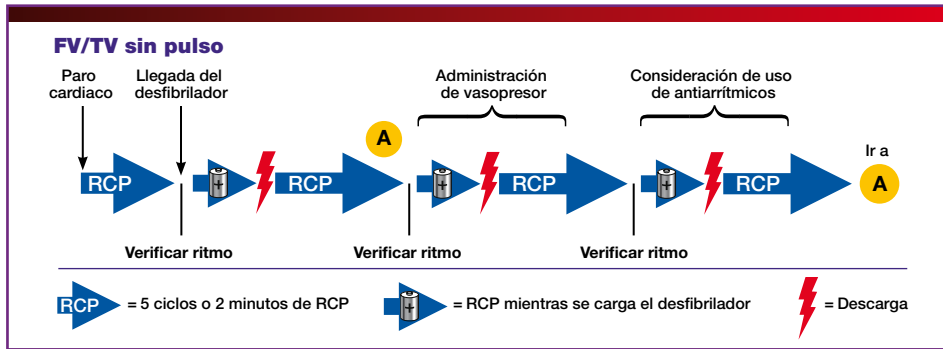 FV/TV sin pulso
Paro
cardiaco
Llegada del
desfibrilador
Administración
de vasopresor
Consideración de uso
de antiarrítmicos
A
Ir a
A
RCP
RCP
RCP
RCP
Verificar ritmo
Verificar ritmo
Verificar ritmo
RCP = 5 ciclos o 2 minutos de RCP
= RCP mientras se carga el desfibrilador
= Descarga